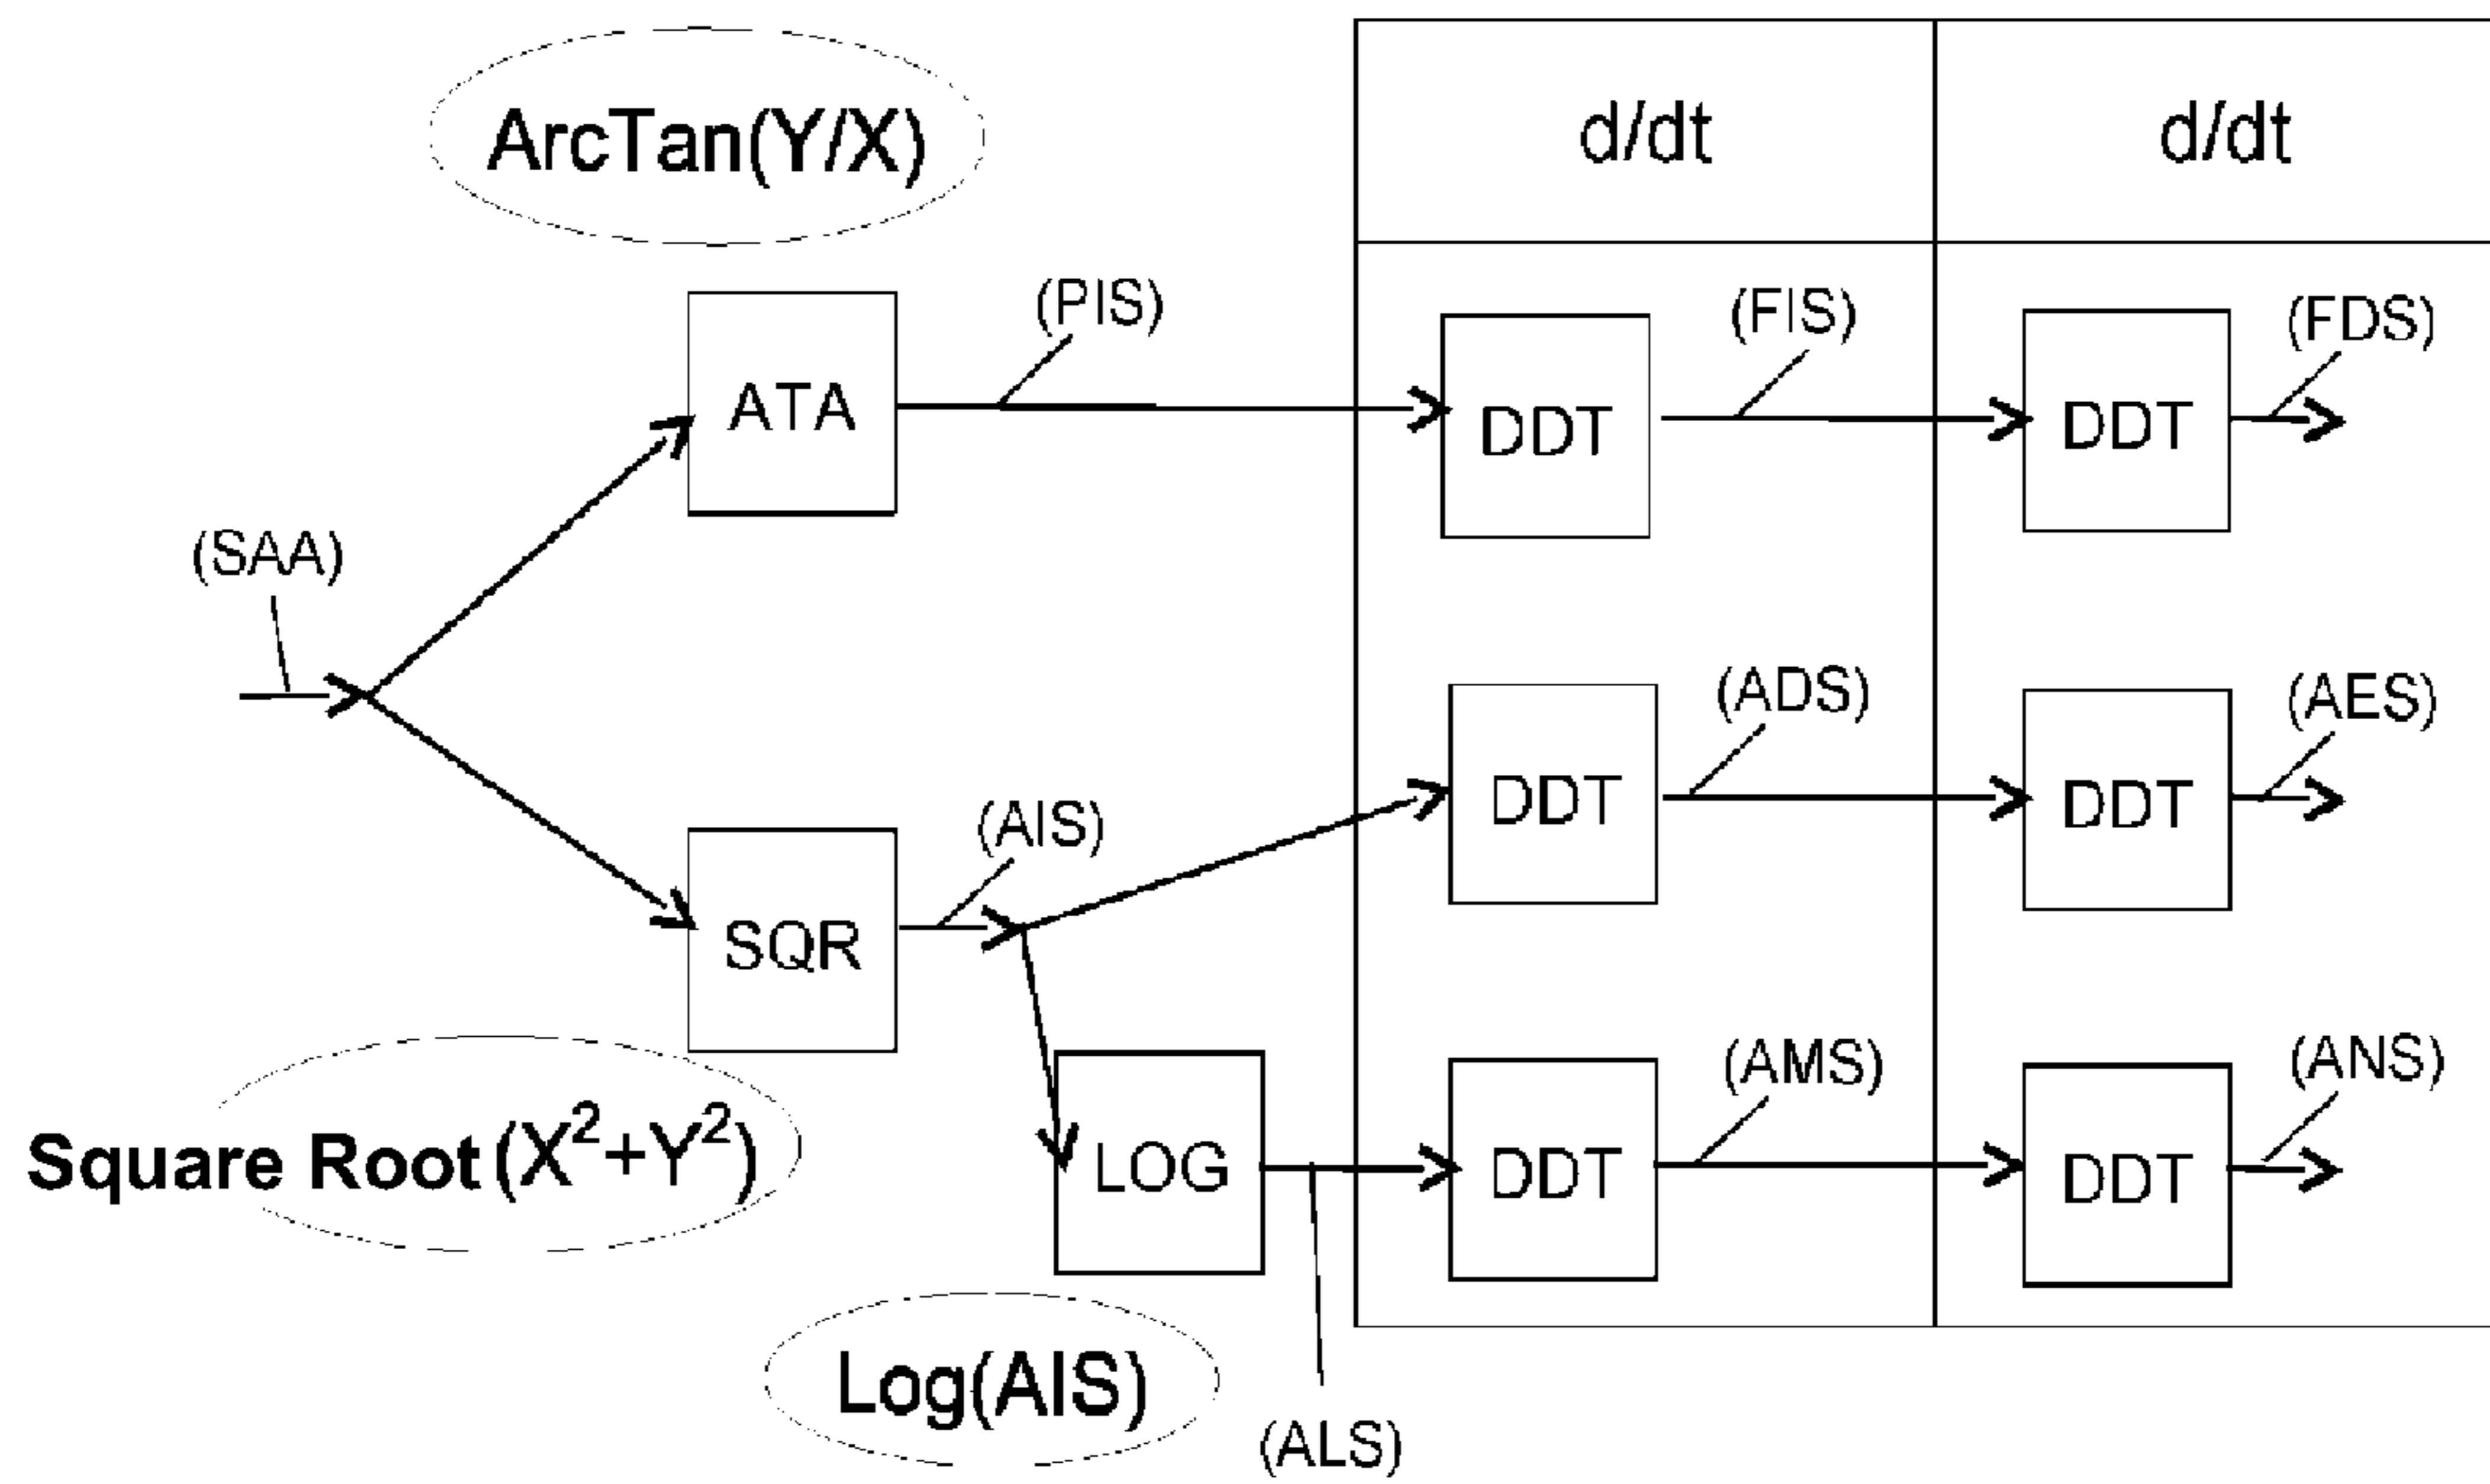 ArcTan(Y/X)
d/dt
d/dt
(PIS)
(FIS)
(FDS)
ATA
DDT
DDT
(SAA)
(ADS)
(AES)
(AIS)
DDT
DDT
SQR
(AMS)
(ANS)
Square Root (X²+Y²)
LOG
DDT
DDT
Log(AIS)
(ALS)